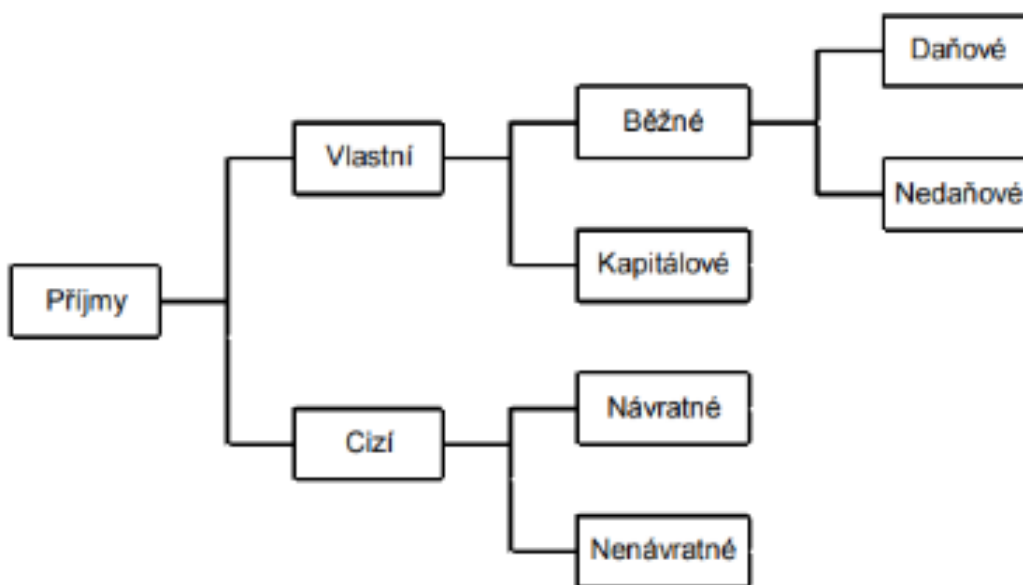 Příjmy
Vlastní
Běžné
Daňové
Nedaňové
Kapitálové
Cizí
Návratné
Nenávratné